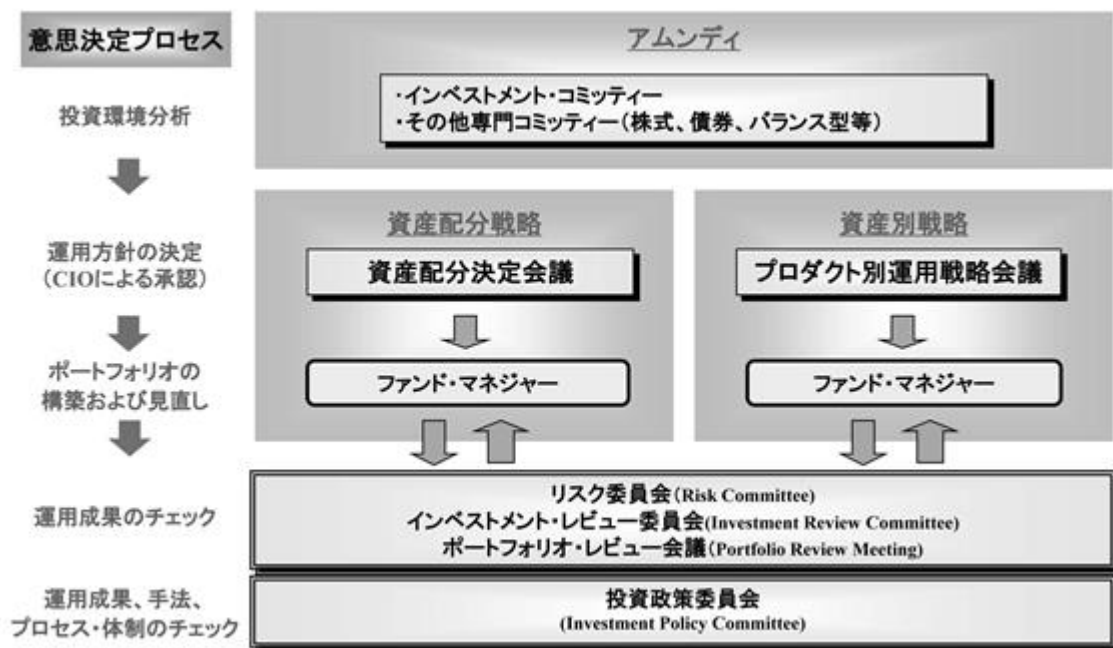 意思決定プロセス
アムンディ
・インベストメント・コミッティー
・その他専門コミッティー(株式、債券、バランス型等)
投資環境分析
資産配分戦略
資産別戦略
運用方針の決定
(CIOによる承認)
資産配分決定会議
プロダクト別運用戦略会議
ポートフォリオの
構築および見直し
ファンド・マネジャー
ファンド・マネジャー
運用成果のチェック
リスク委員会(Risk Committee)
インベストメント・レビュー委員会(Investment Review Committee)
ポートフォリオ・レビュー会議(Portfolio Review Meeting)
運用成果、手法、
プロセス・体制のチェック
投資政策委員会
(Investment Policy Committee)